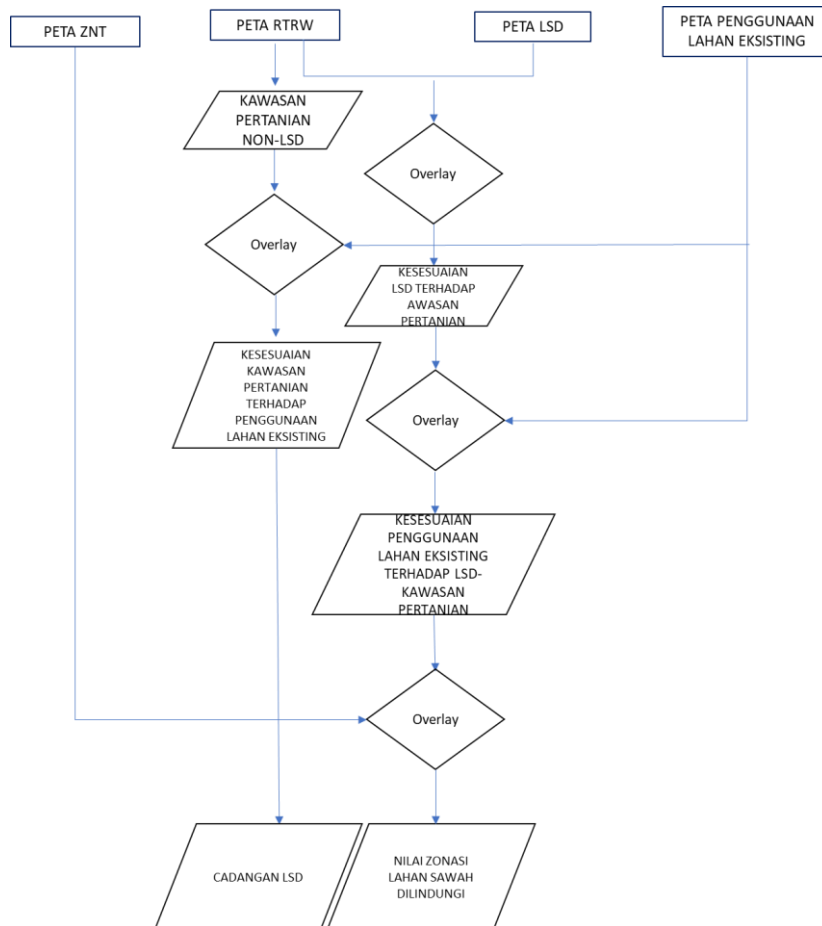 PETA ZNT
PETA RTRW
PETA LSD
PETA PENGGUNAAN
LAHAN EKSISTING
KAWASAN
PERTANIAN
NON-LSD
Overlay
Overlay
KESESUAIAN
LSD TERHADAP
AWASAN
PERTANIAN
KESESUAIAN
KAWASAN
PERTANIAN
TERHADAP
PENGGUNAAN
LAHAN EKSISTING
Overlay
KESESUAIAN
PENGGUNAAN
LAHAN EKSISTING
TERHADAP LSD-
KAWASAN
PERTANIAN
Overlay
CADANGAN LSD
NILAI ZONASI
LAHAN SAWAH
DILINDUNGI